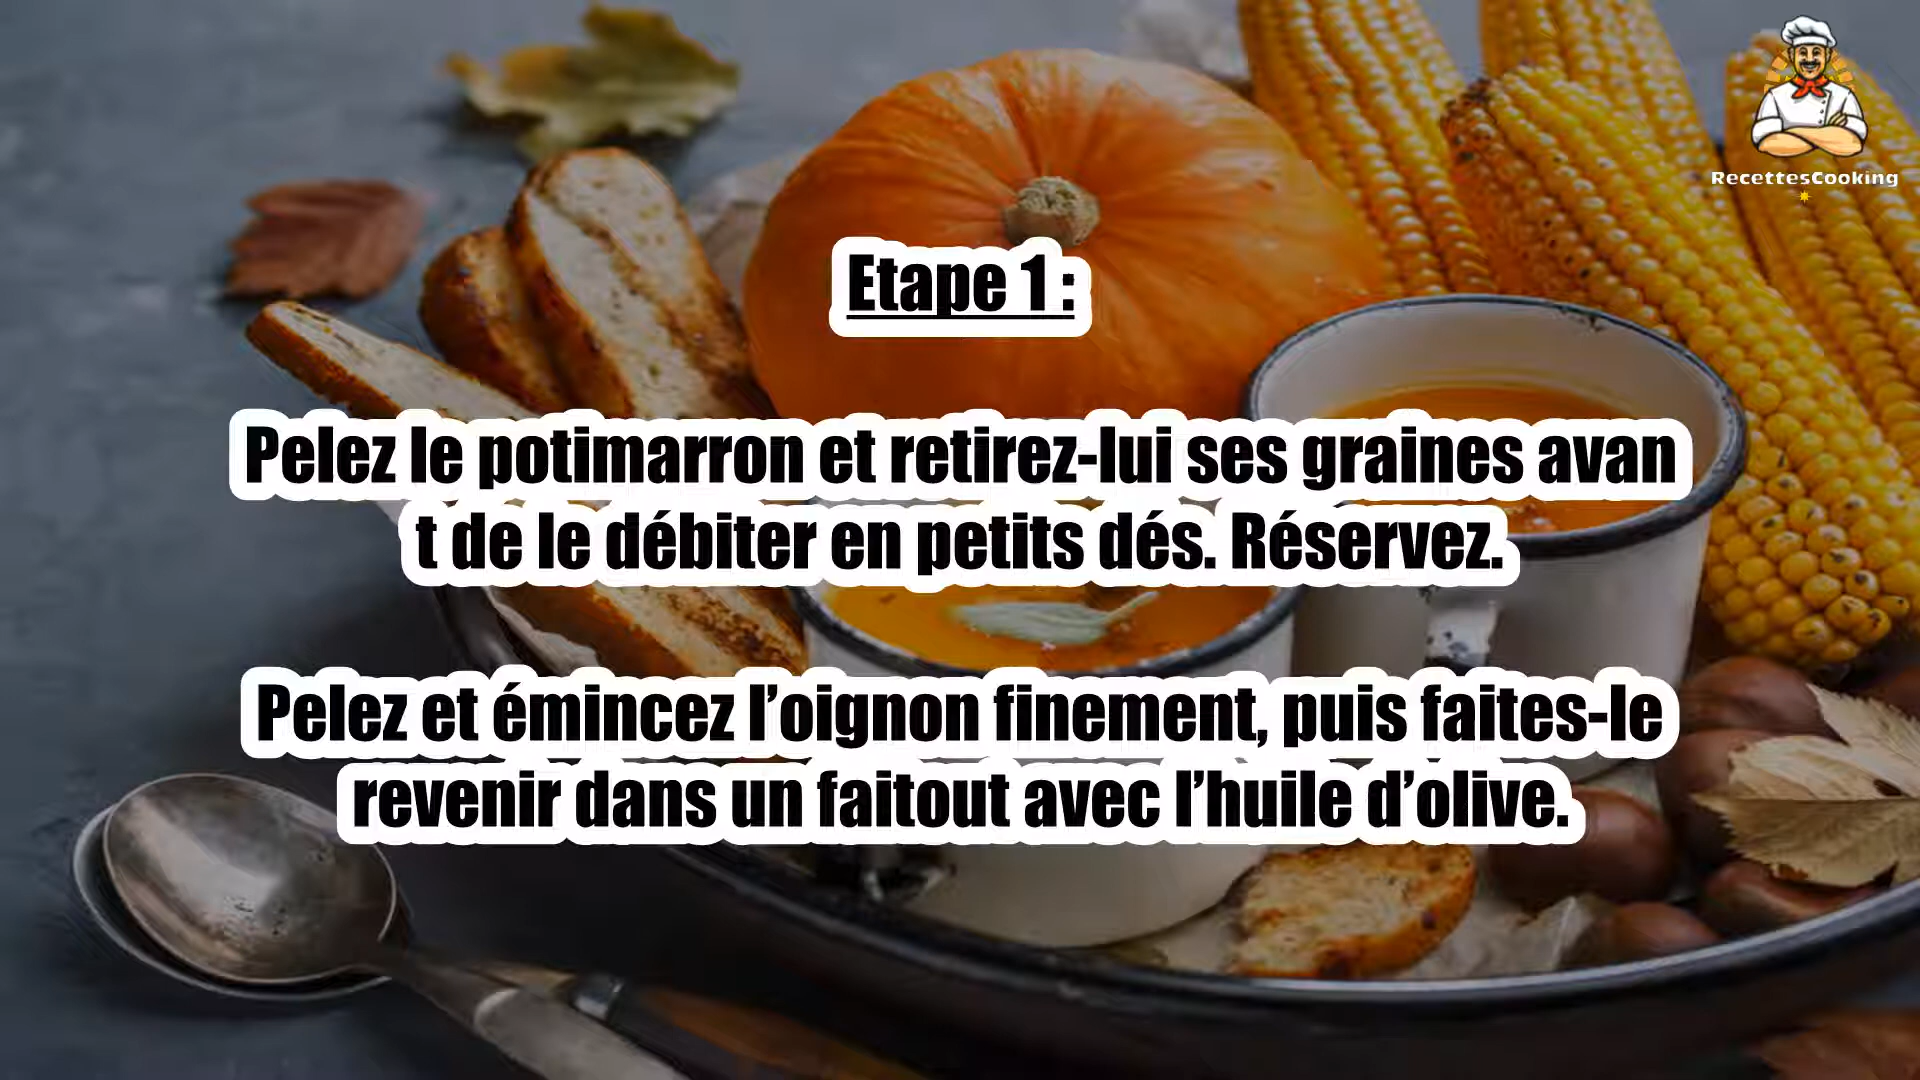 RecettesCooking
Etape 1 :
Pelez le potimarron et retirez-lui ses graines avan
t de le débiter en petits dés. Réservez.
Pelez et émincez l’oignon finement, puis faites-le
revenir dans un faitout avec l’huile d’olive.